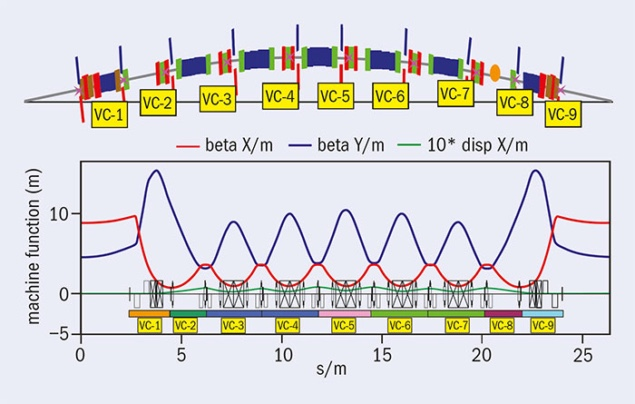 VC-1
VC-2
VC-3
VC-4
VC-5
VC-6
VC-7
VC-8
VC-9
beta X/m beta Y/m 10* disp X/m
machine function (m)
10
0
−5
VC-1 VC-2 VC-3 VC-4 VC-5 VC-6 VC-7 VC-8 VC-9
0 5 10 15 20 25
s/m